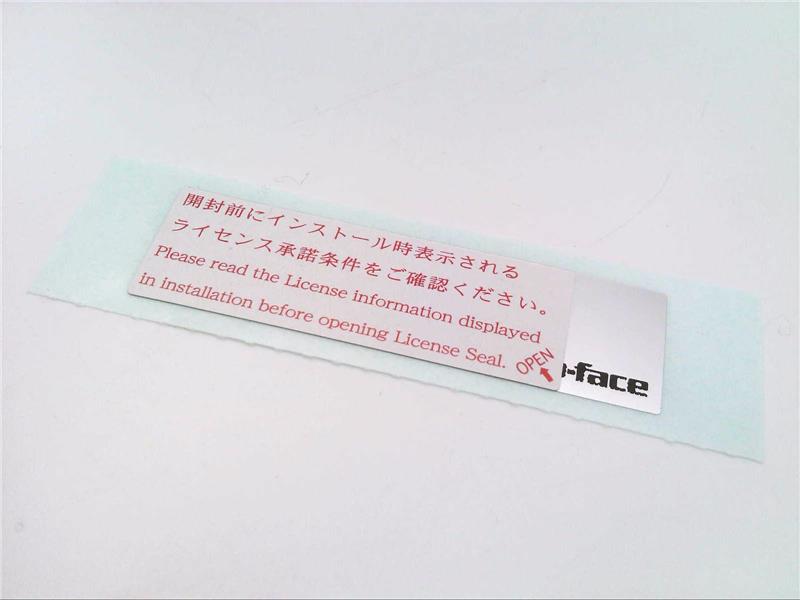 開封前にインストール時表示される
ライセンス承諾条件をご確認ください。
Please read the License information displayed
in installation before opening License Seal.
OPEN
-face